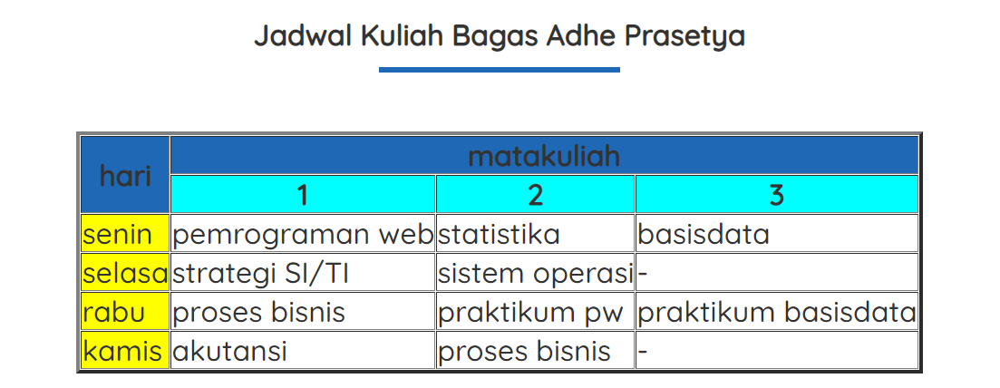 Jadwal Kuliah Bagas Adhe Prasetya
hari matakuliah
1 2 3
senin pemrograman web statistika basisdata
selasa strategi SI/TI sistem operasi -
rabu proses bisnis praktikum pw praktikum basisdata
kamis akutansi proses bisnis -